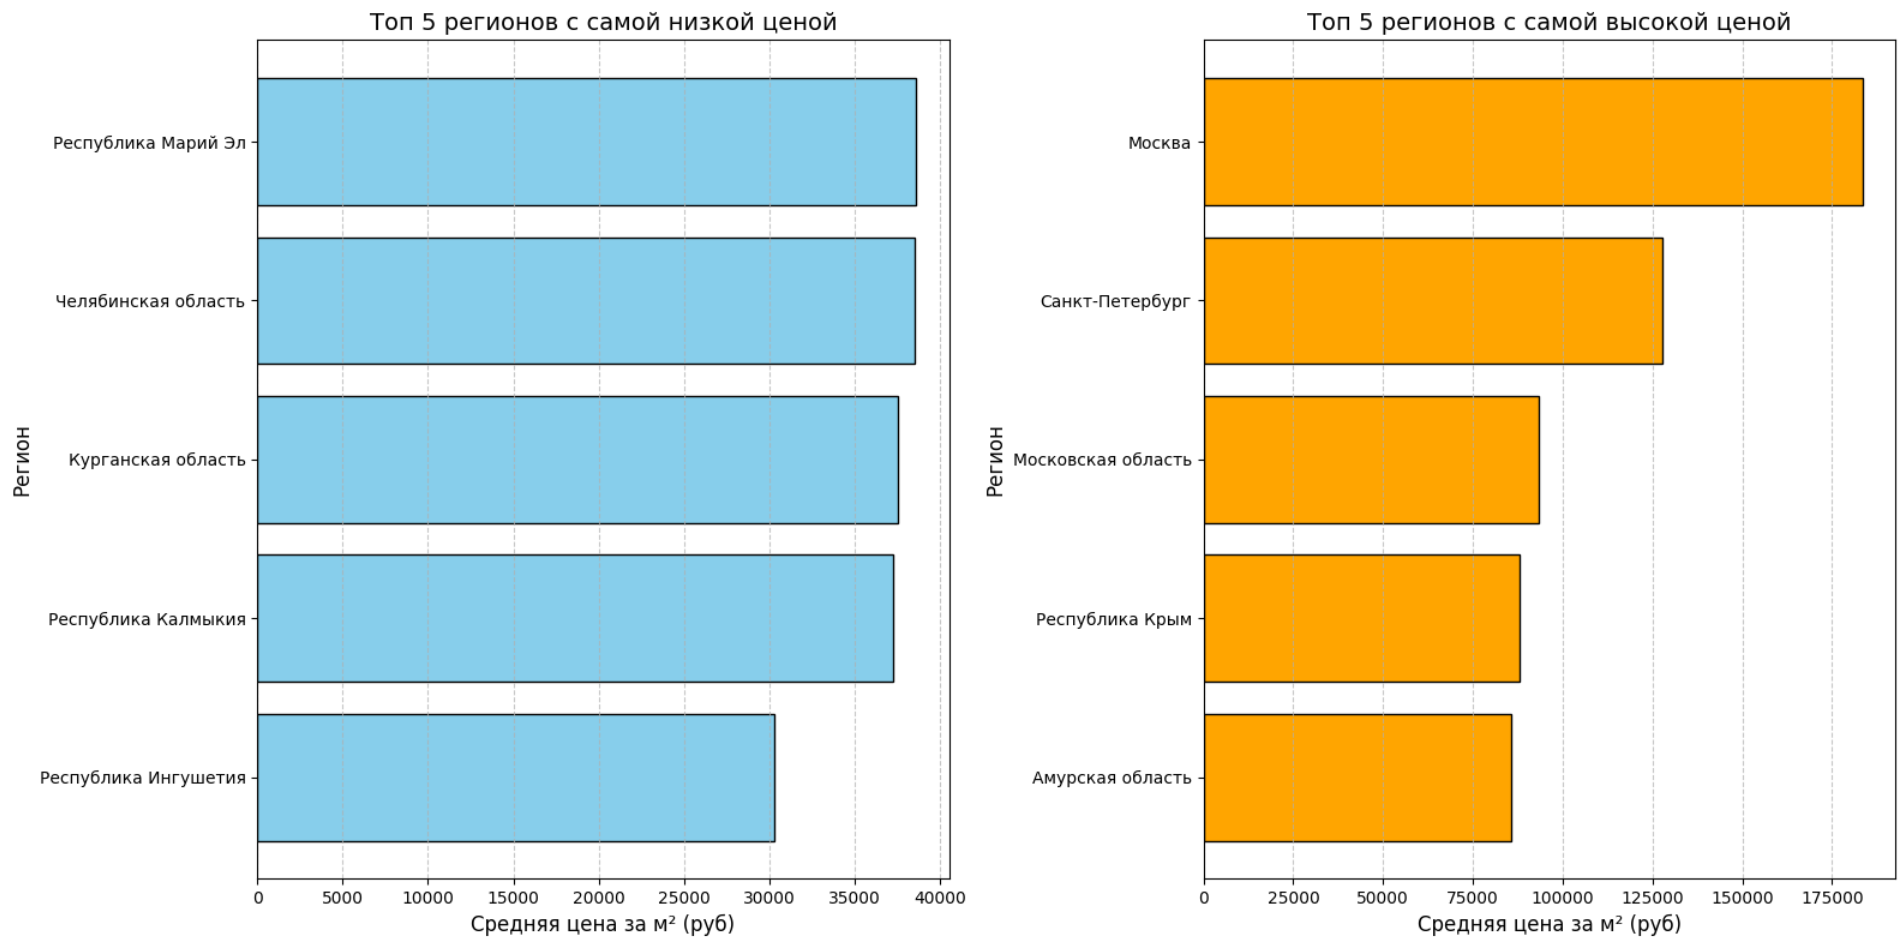 Топ 5 регионов с самой низкой ценой
Регион
Республика Марий Эл
Челябинская область
Курганская область
Республика Калмыкия
Республика Ингушетия
0 5000 10000 15000 20000 25000 30000 35000 40000
Средняя цена за м² (руб)
Топ 5 регионов с самой высокой ценой
Регион
Москва
Санкт-Петербург
Московская область
Республика Крым
Амурская область
0 25000 50000 75000 100000 125000 150000 175000
Средняя цена за м² (руб)